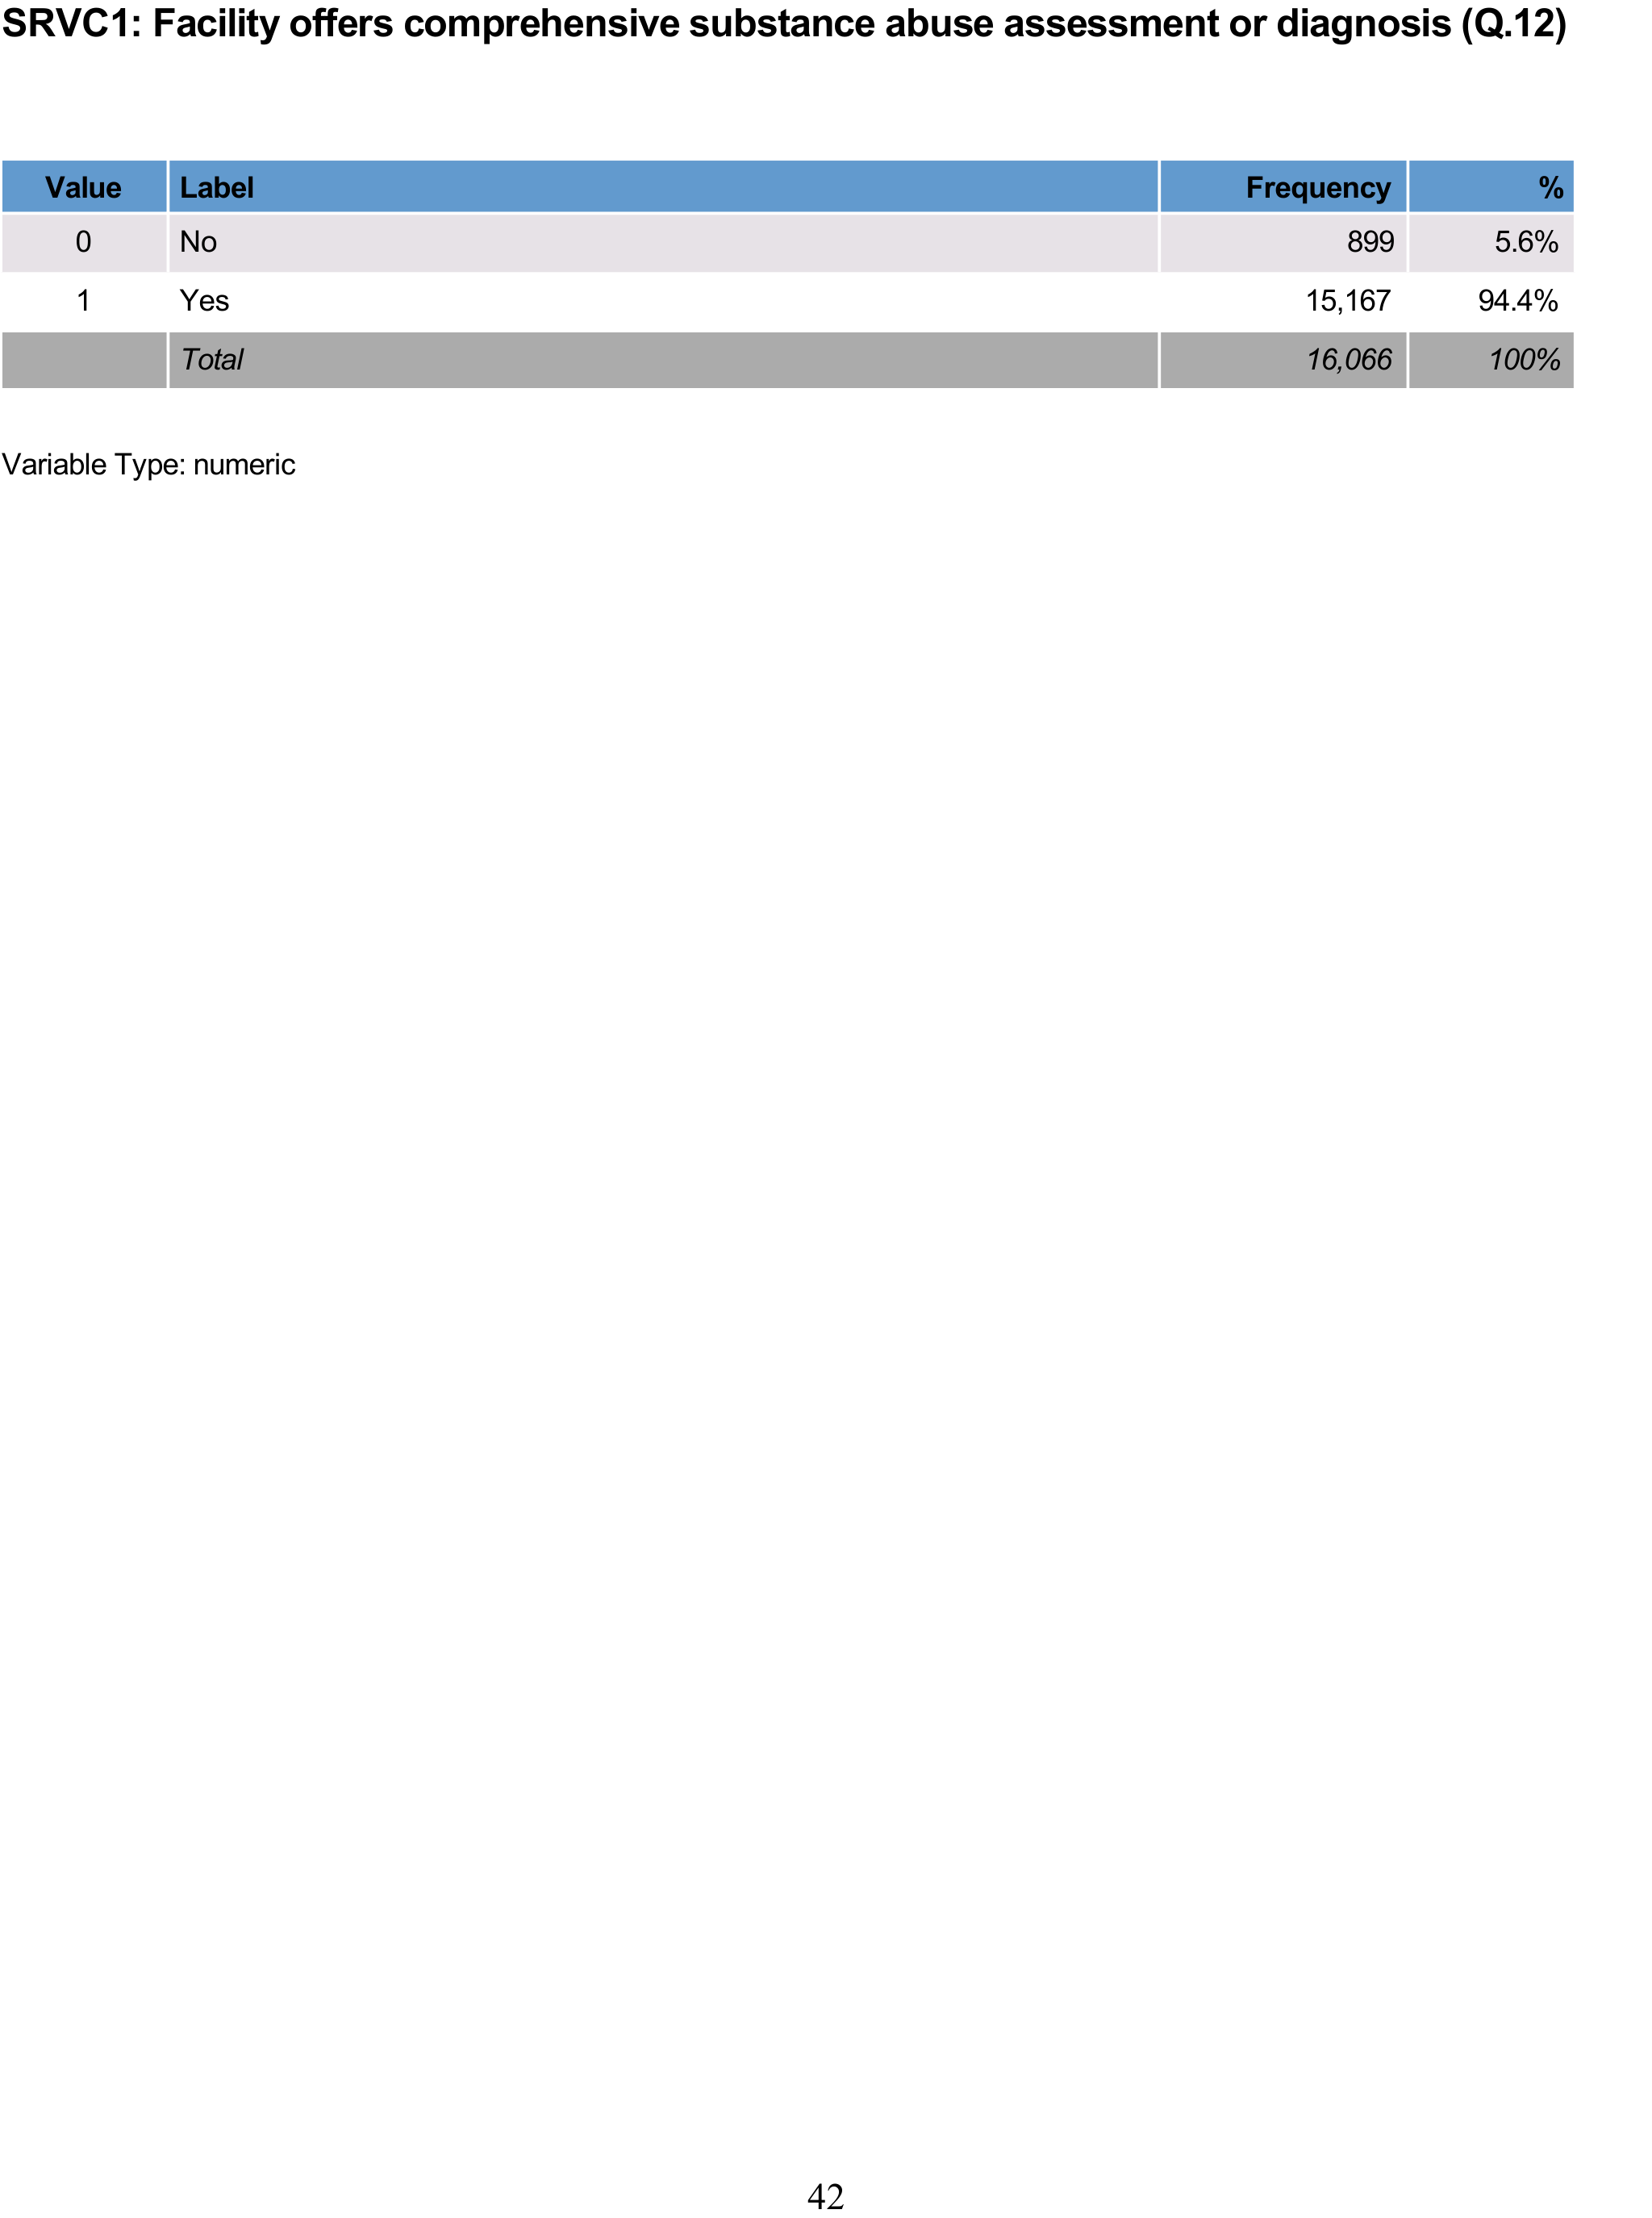 SRVC1: Facility offers comprehensive substance abuse assessment or diagnosis (Q.12)
Value Label Frequency %
0 No 899 5.6%
1 Yes 15,167 94.4%
Total 16,066 100%
Variable Type: numeric
42